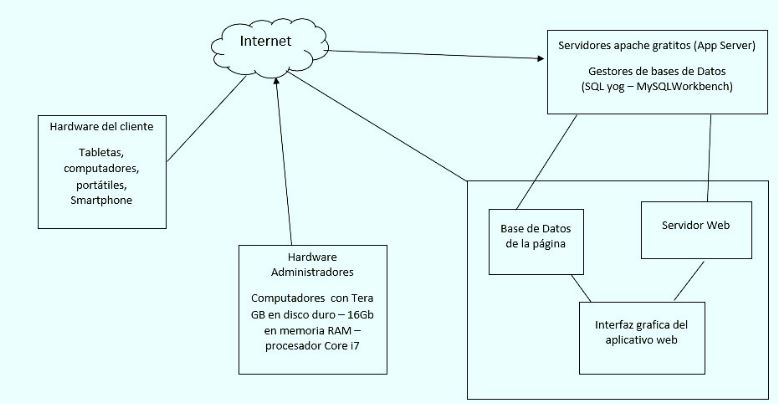 Internet
Servidores apache gratitos (App Server)
Gestores de bases de Datos
(SQL yog – MySQLWorkbench)
Hardware del cliente
Tabletas,
computadores,
portátiles,
Smartphone
Hardware
Administradores
Computadores con Tera
GB en disco duro – 16Gb
en memoria RAM –
procesador Core i7
Base de Datos
de la página
Servidor Web
Interfaz grafica del
aplicativo web